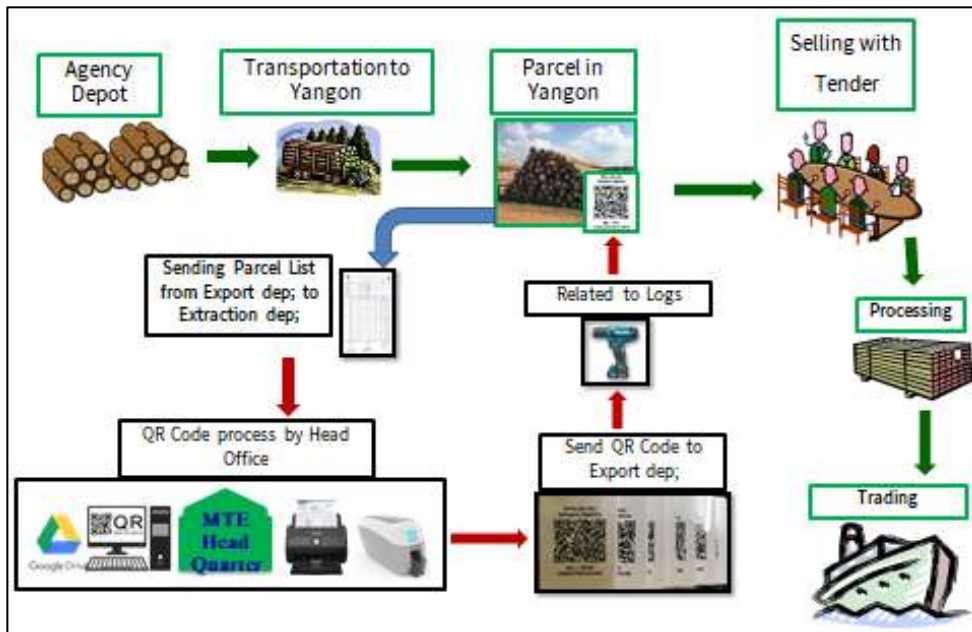 Agency
Depot
Transportation to
Yangon
Parcel in
Yangon
Selling with
Tender
Sending Parcel List
from Export dep; to
Extraction dep;
Related to Logs
Processing
QR Code process by Head
Office
Send QR Code to
Export dep;
Trading
Google Drive
QR
MTE
Head
Quarter